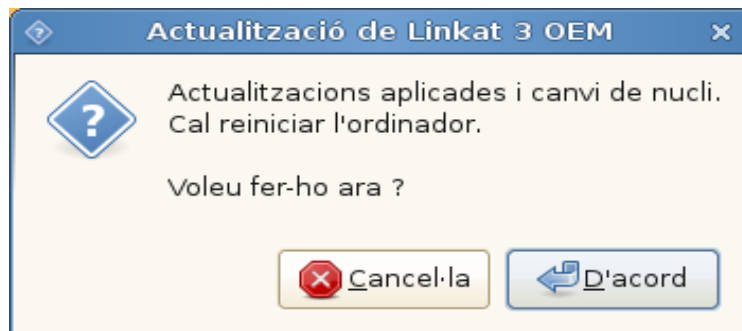 Actualització de Linkat 3 OEM
Actualitzacions aplicades i canvi de nucli.
Cal reiniciar l'ordinador.
Voleu fer-ho ara ?
Cancel·la D'acord